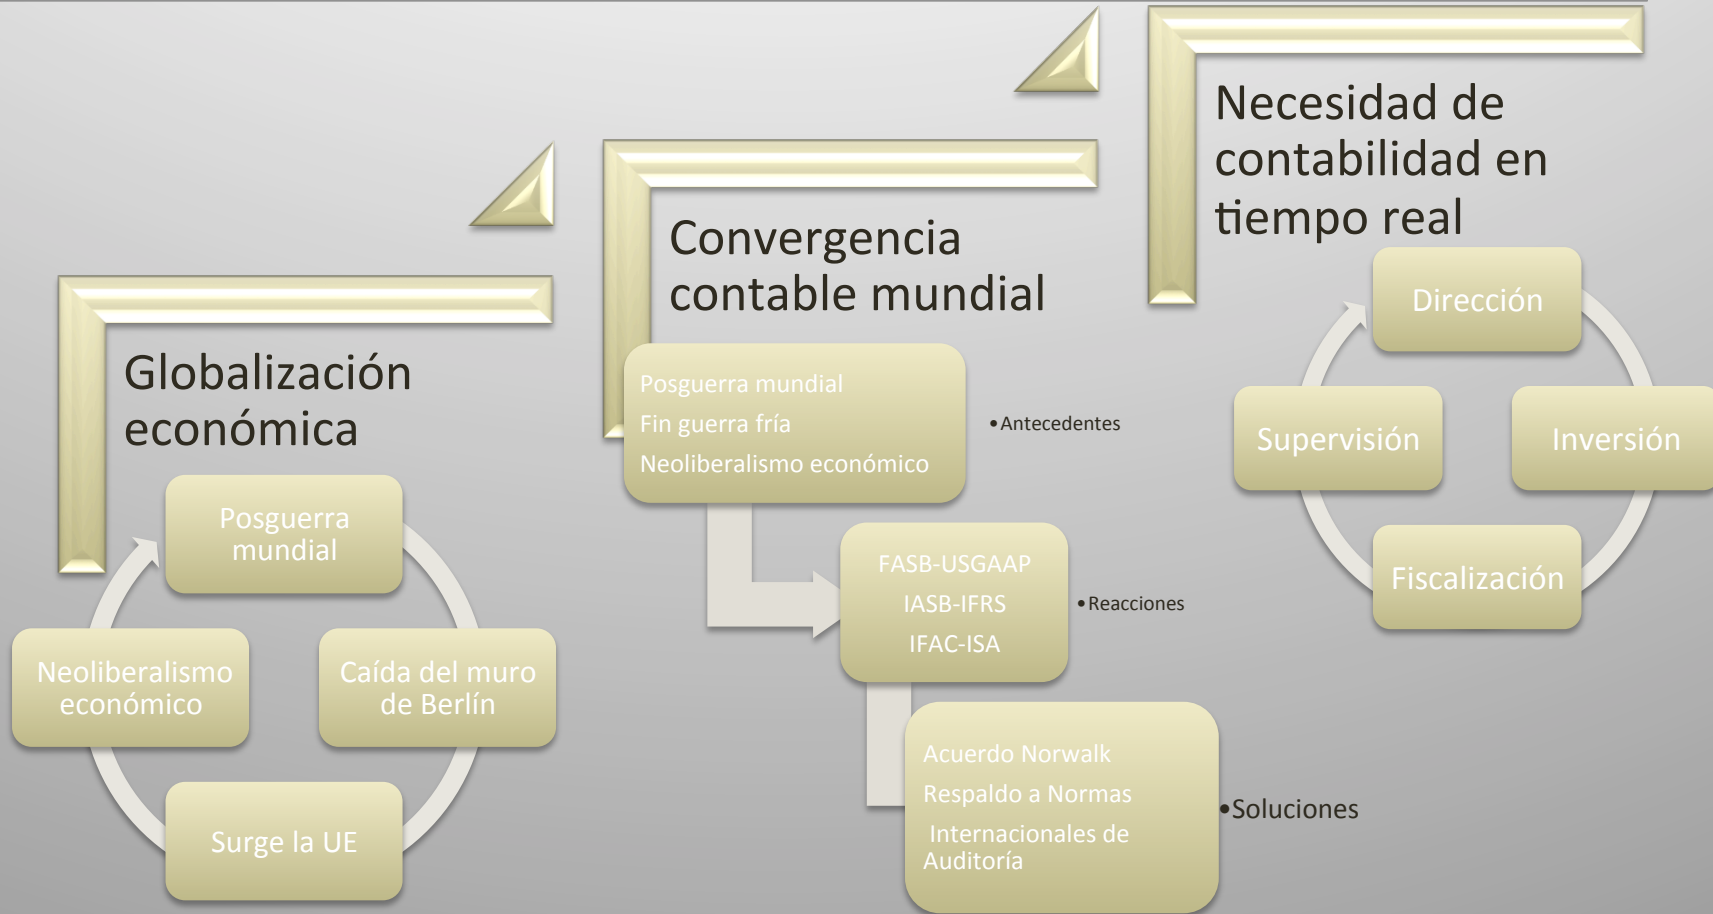 Globalización
económica
Posguerra
mundial
Caída del muro
de Berlín
Surge la UE
Neoliberalismo
económico
Convergencia
contable mundial
Posguerra mundial
Fin guerra fría
Neoliberalismo económico
•Antecedentes
FASB-USGAAP
IASB-IFRS
IFAC-ISA
•Reacciones
Acuerdo Norwalk
Respaldo a Normas
Internacionales de
Auditoría
•Soluciones
Necesidad de
contabilidad en
tiempo real
Dirección
Inversión
Fiscalización
Supervisión